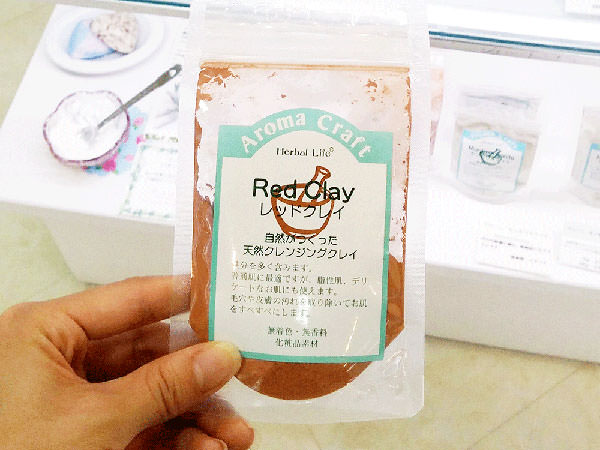 Aroma Craft
Herbal Life®
Red Clay
レッドクレイ
自然がつくった
天然クレンジングクレイ
鉄分を多く含みます。
普通肌に最適ですが、脂性肌、デリ
ケートなお肌にも使えます。
毛穴や皮膚の汚れを取り除いてお肌
をすべすべにします。
無着色・無香料
化粧品素材